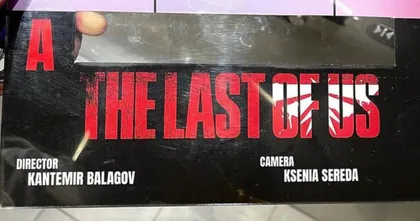 A
THE LAST OF US
DIRECTOR
KANTEMIR BALAGOV
CAMERA
KSENIA SEREDA